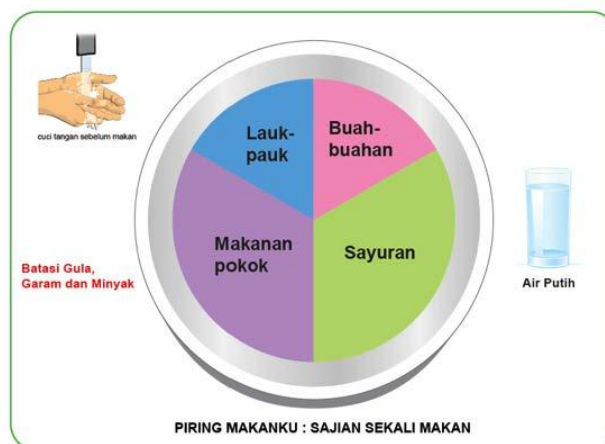 cuci tangan sebelum makan
Lauk-
pauk
Buah-
buahan
Makanan
pokok
Sayuran
Batasi Gula,
Garam dan Minyak
Air Putih
PIRING MAKANKU : SAJIAN SEKALI MAKAN